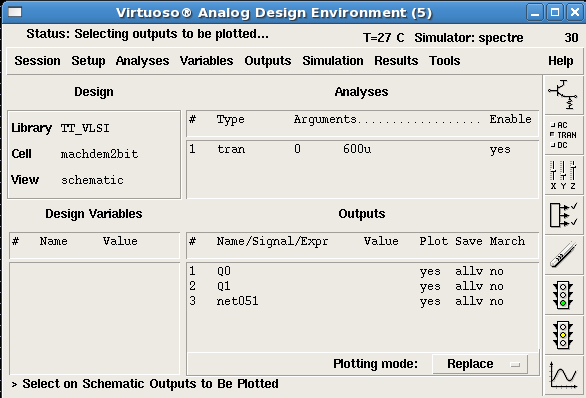 Virtuoso® Analog Design Environment (5)
Status: Selecting outputs to be plotted... T=27 C Simulator: spectre 30
Session Setup Analyses Variables Outputs Simulation Results Tools Help
Design
Library TT_VLSI
Cell machdem2bit
View schematic
Analyses
# Type Arguments.................. Enable
1 tran 0 600u yes
AC
TRAN
DC
X Y Z
Design Variables
# Name Value
Outputs
# Name/Signal/Expr Value Plot Save March
1 Q0 yes allv no
2 Q1 yes allv no
3 net051 yes allv no
Plotting mode: Replace
> Select on Schematic Outputs to Be Plotted